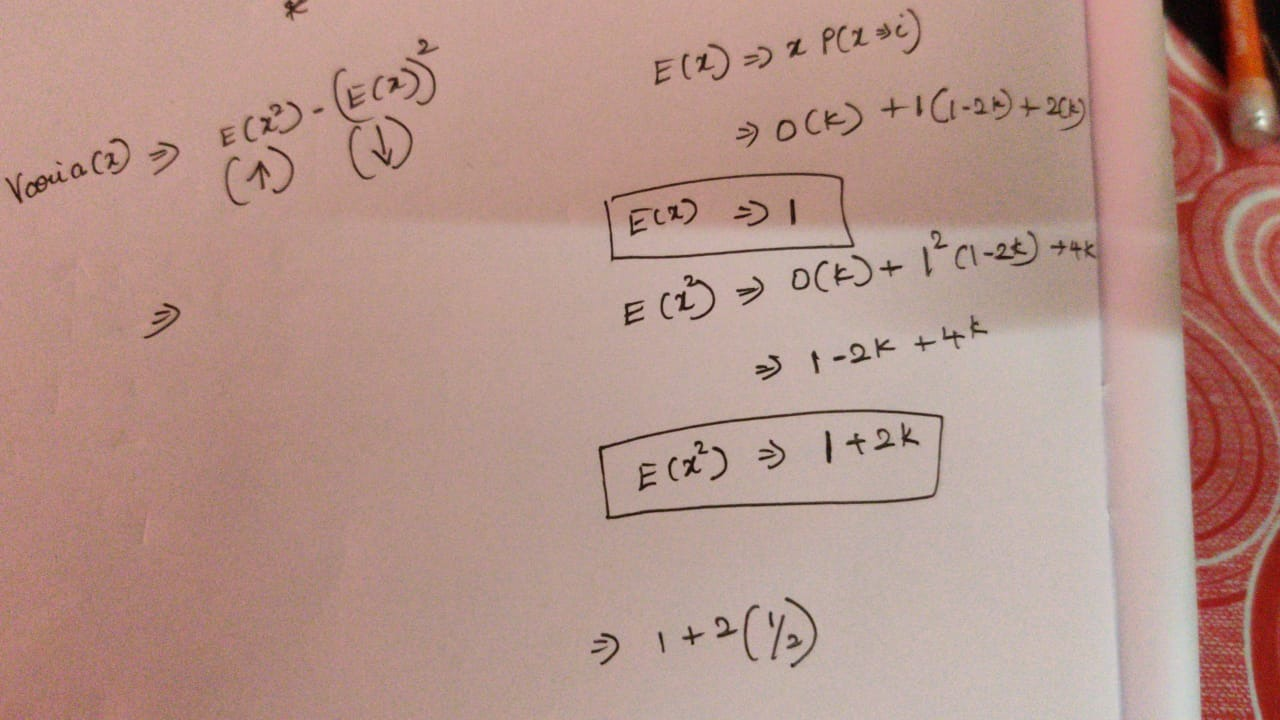 k
Varia(x) ⇒ E(x²) - (E(x))²
(↑) (↓)
⇒
E(x) ⇒ x P(x⇒i)
⇒ 0(k) + 1(1-2k) + 2(k)
E(x) ⇒ 1
E(x²) ⇒ 0(k) + 1²(1-2k) + 4k
⇒ 1 - 2k + 4k
E(x²) ⇒ 1 + 2k
⇒ 1 + 2(1/2)